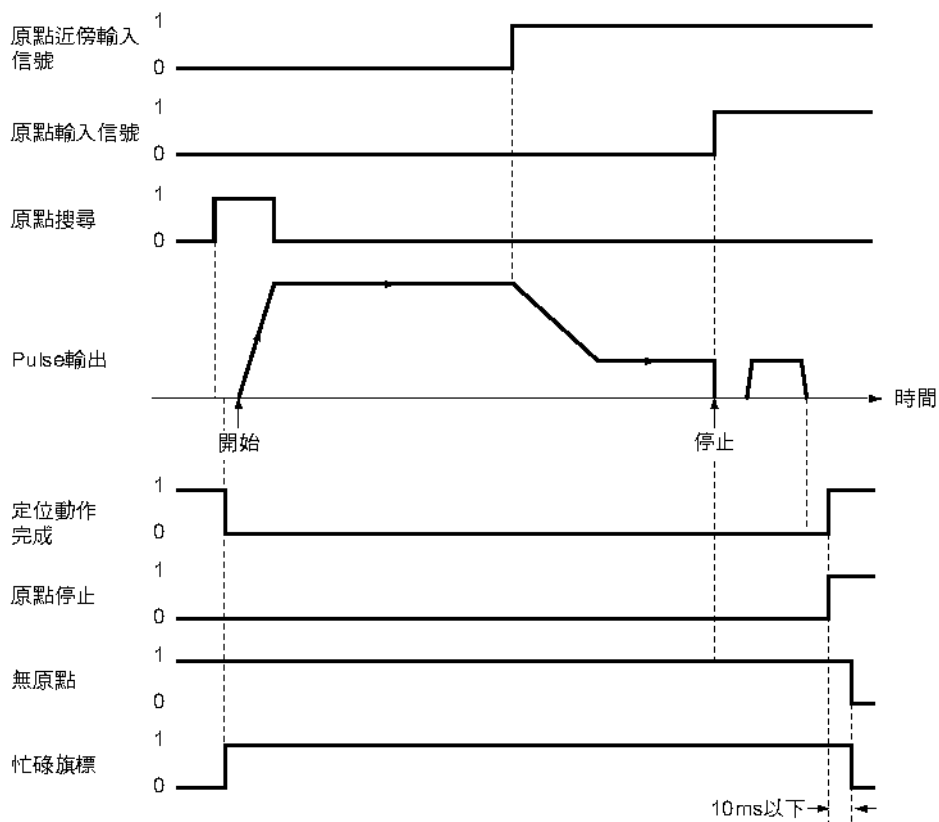 原點近傍輸入
信號
1
0
原點輸入信號
1
0
原點搜尋
1
0
Pulse輸出
時間
開始
停止
定位動作
完成
1
0
原點停止
1
0
無原點
1
0
忙碌旗標
1
0
10ms以下